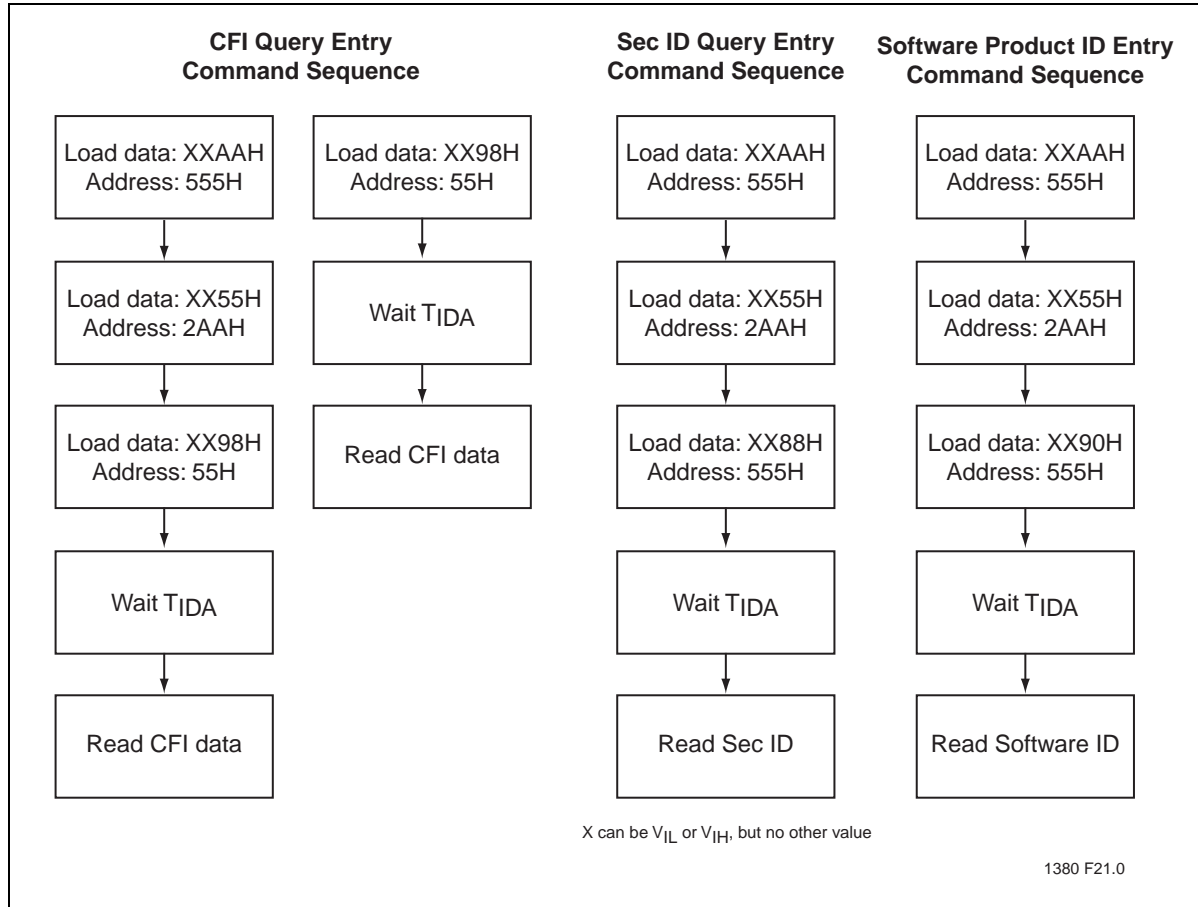 CFI Query Entry
Command Sequence
Load data: XXAAH
Address: 555H
Load data: XX55H
Address: 2AAH
Load data: XX98H
Address: 55H
Wait TIDA
Read CFI data
Load data: XX98H
Address: 55H
Wait TIDA
Read CFI data
Sec ID Query Entry
Command Sequence
Load data: XXAAH
Address: 555H
Load data: XX55H
Address: 2AAH
Load data: XX88H
Address: 555H
Wait TIDA
Read Sec ID
Software Product ID Entry
Command Sequence
Load data: XXAAH
Address: 555H
Load data: XX55H
Address: 2AAH
Load data: XX90H
Address: 555H
Wait TIDA
Read Software ID
X can be VIL or VIH, but no other value
1380 F21.0